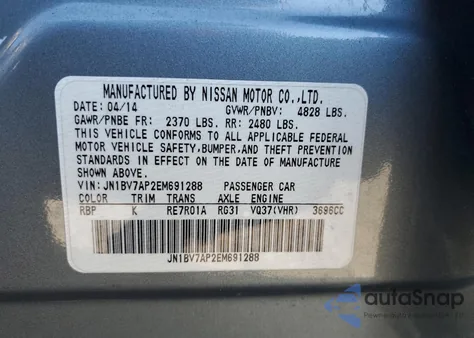 MANUFACTURED BY NISSAN MOTOR CO.,LTD.
DATE: 04/14 GVWR/PNBV: 4828 LBS.
GAWR/PNBE FR: 2370 LBS. RR: 2480 LBS.
THIS VEHICLE CONFORMS TO ALL APPLICABLE FEDERAL
MOTOR VEHICLE SAFETY,BUMPER,AND THEFT PREVENTION
STANDARDS IN EFFECT ON THE DATE OF MANUFACTURE
SHOWN ABOVE.
VIN:JN1BV7AP2EM691288 PASSENGER CAR
COLOR TRIM TRANS AXLE ENGINE
RBP K RE7R01A RG31 VQ37(VHR) 3696CC
JN1BV7AP2EM691288
autoSnap